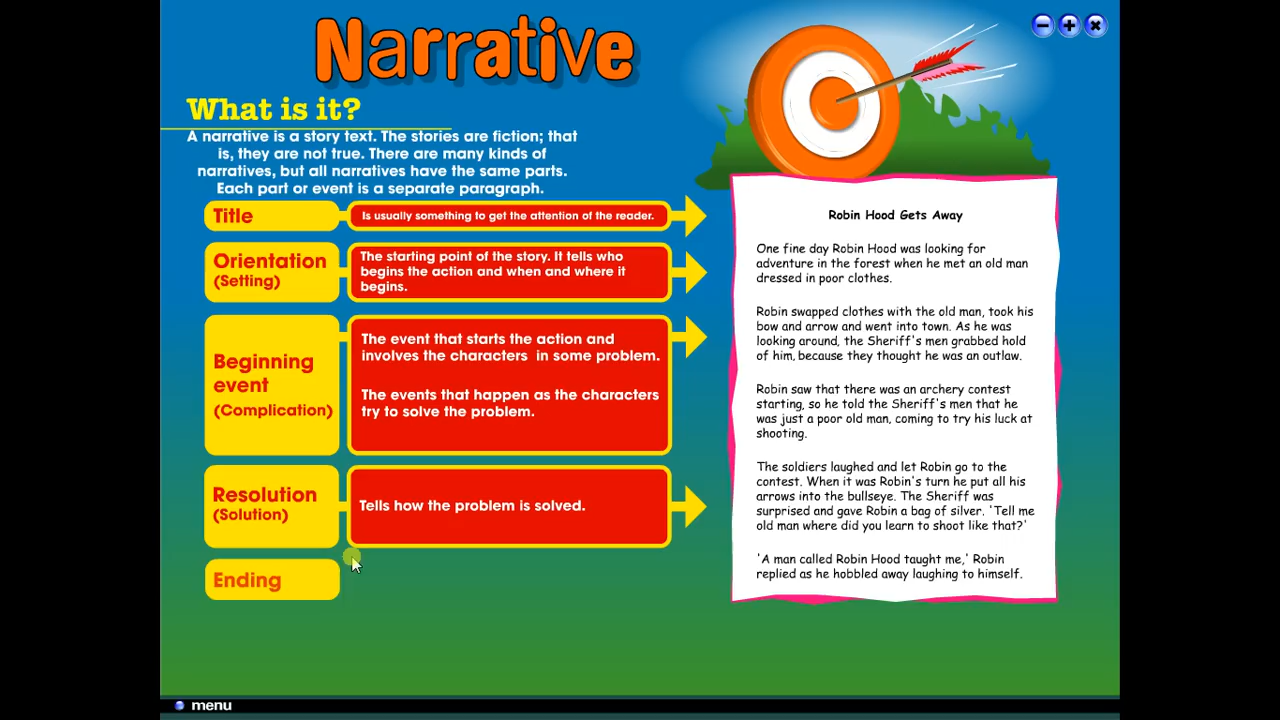 Narrative
What is it?
A narrative is a story text. The stories are fiction; that
is, they are not true. There are many kinds of
narratives, but all narratives have the same parts.
Each part or event is a separate paragraph.
Title
Is usually something to get the attention of the reader.
Orientation
(Setting)
The starting point of the story. It tells who
begins the action and when and where it
begins.
Beginning
event
(Complication)
The event that starts the action and
involves the characters in some problem.
The events that happen as the characters
try to solve the problem.
Resolution
(Solution)
Tells how the problem is solved.
Ending
Robin Hood Gets Away
One fine day Robin Hood was looking for
adventure in the forest when he met an old man
dressed in poor clothes.
Robin swapped clothes with the old man, took his
bow and arrow and went into town. As he was
looking around, the Sheriff's men grabbed hold
of him, because they thought he was an outlaw.
Robin saw that there was an archery contest
starting, so he told the Sheriff's men that he
was just a poor old man, coming to try his luck at
shooting.
The soldiers laughed and let Robin go to the
contest. When it was Robin's turn he put all his
arrows into the bullseye. The Sheriff was
surprised and gave Robin a bag of silver. 'Tell me
old man where did you learn to shoot like that?'
'A man called Robin Hood taught me,' Robin
replied as he hobbled away laughing to himself.
menu